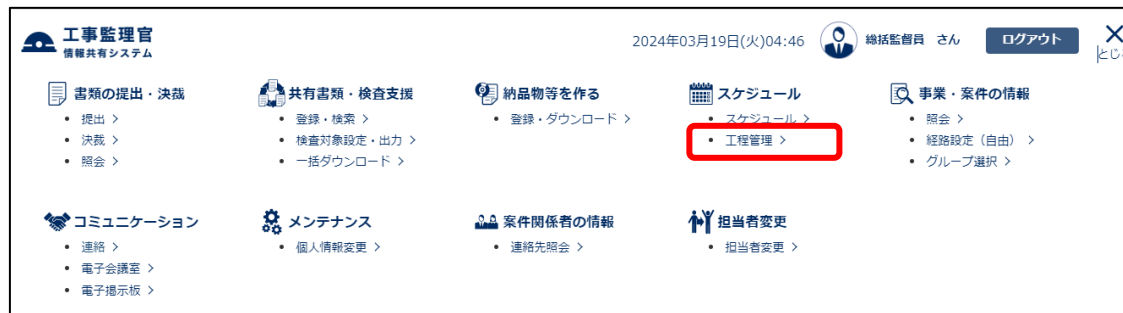 工事監理官
情報共有システム
2024年03月19日(火)04:46
総括監督員 さん
ログアウト
とじる
書類の提出・決裁
提出 >
決裁 >
照会 >
共有書類・検査支援
登録・検索 >
検査対象設定・出力 >
一括ダウンロード >
納品物等を作る
登録・ダウンロード >
スケジュール
スケジュール >
工程管理 >
事業・案件の情報
照会 >
経路設定（自由） >
グループ選択 >
コミュニケーション
連絡 >
電子会議室 >
電子掲示板 >
メンテナンス
個人情報変更 >
案件関係者の情報
連絡先照会 >
担当者変更
担当者変更 >